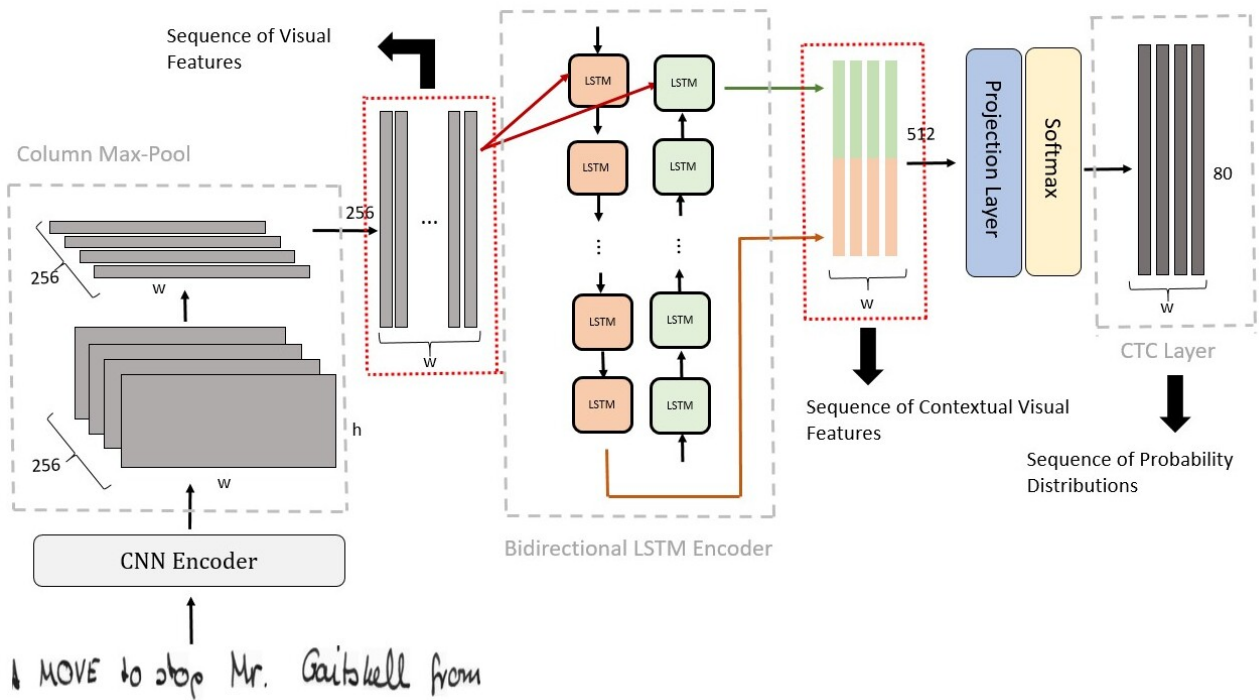 Sequence of Visual
Features
Column Max-Pool
256
w
256
w
h
256
...
w
CNN Encoder
A MOVE to stop Mr. Gaitskell from
LSTM
LSTM
LSTM
LSTM
...
...
LSTM
LSTM
LSTM
LSTM
Bidirectional LSTM Encoder
512
w
Sequence of Contextual Visual
Features
Projection Layer
Softmax
80
w
CTC Layer
Sequence of Probability
Distributions